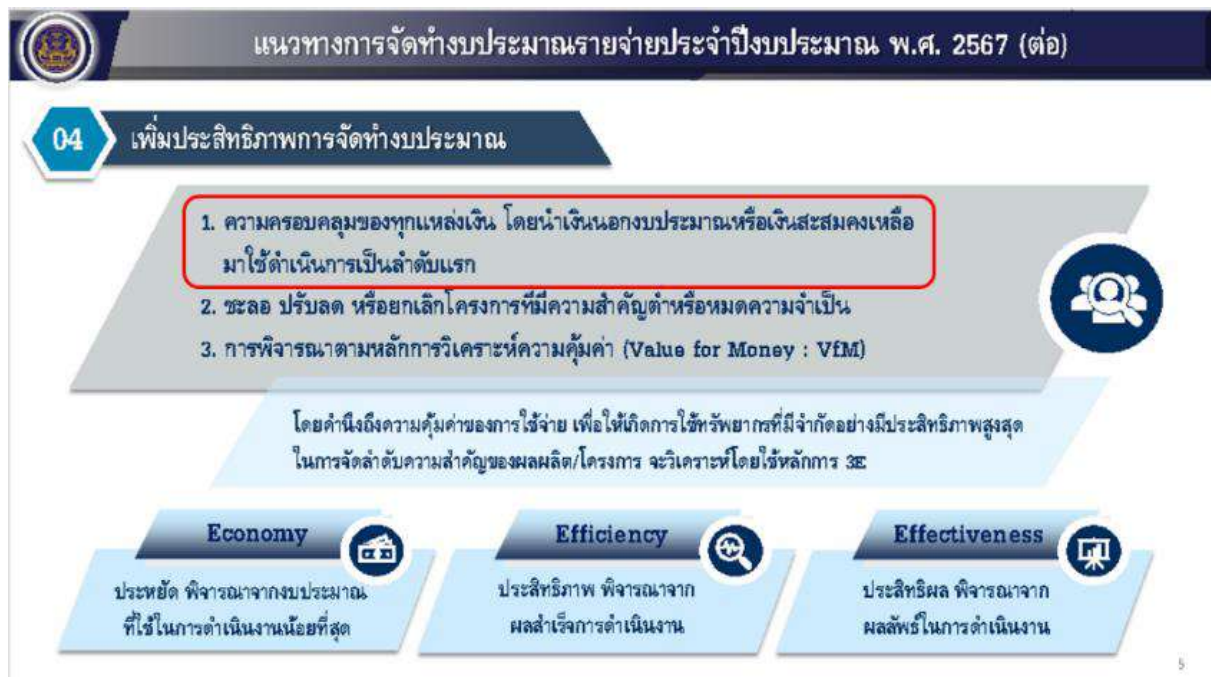 แนวทางการจัดทำงบประมาณรายจ่ายประจำปีงบประมาณ พ.ศ. 2567 (ต่อ)
04
เพิ่มประสิทธิภาพการจัดทำงบประมาณ
1. ความครอบคลุมของทุกแหล่งเงิน โดยนำเงินนอกงบประมาณหรือเงินสะสมคงเหลือ
มาใช้ดำเนินการเป็นลำดับแรก
2. ชะลอ ปรับลด หรือยกเลิกโครงการที่มีความสำคัญต่ำหรือหมดความจำเป็น
3. การพิจารณาตามหลักการวิเคราะห์ความคุ้มค่า (Value for Money : VfM)
โดยคำนึงถึงความคุ้มค่าของการใช้จ่าย เพื่อให้เกิดการใช้ทรัพยากรที่มีจำกัดอย่างมีประสิทธิภาพสูงสุด
ในการจัดลำดับความสำคัญของผลผลิต/โครงการ จะวิเคราะห์โดยใช้หลักการ 3E
Economy
ประหยัด พิจารณาจากงบประมาณ
ที่ใช้ในการดำเนินงานน้อยที่สุด
Efficiency
ประสิทธิภาพ พิจารณาจาก
ผลสำเร็จการดำเนินงาน
Effectiveness
ประสิทธิผล พิจารณาจาก
ผลลัพธ์ในการดำเนินงาน
5